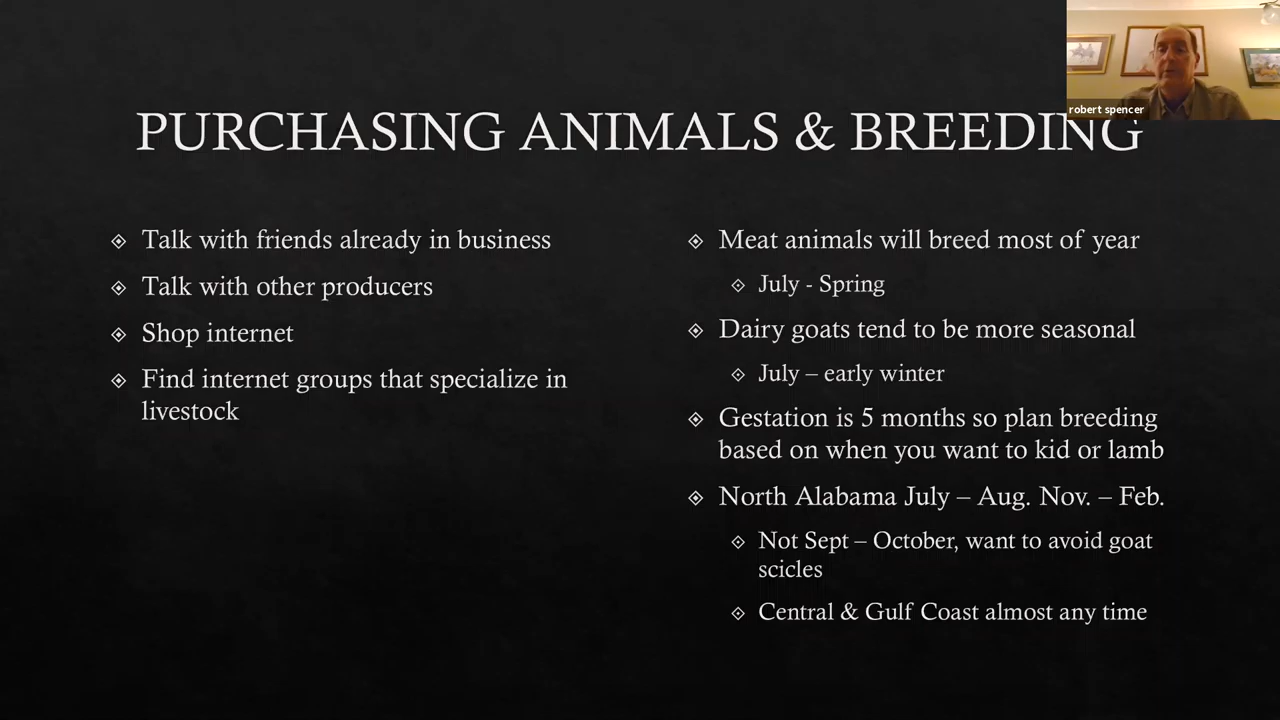 robert spencer
PURCHASING ANIMALS & BREEDING
Talk with friends already in business
Talk with other producers
Shop internet
Find internet groups that specialize in
livestock
Meat animals will breed most of year
July - Spring
Dairy goats tend to be more seasonal
July – early winter
Gestation is 5 months so plan breeding
based on when you want to kid or lamb
North Alabama July – Aug. Nov. – Feb.
Not Sept – October, want to avoid goat
scicles
Central & Gulf Coast almost any time